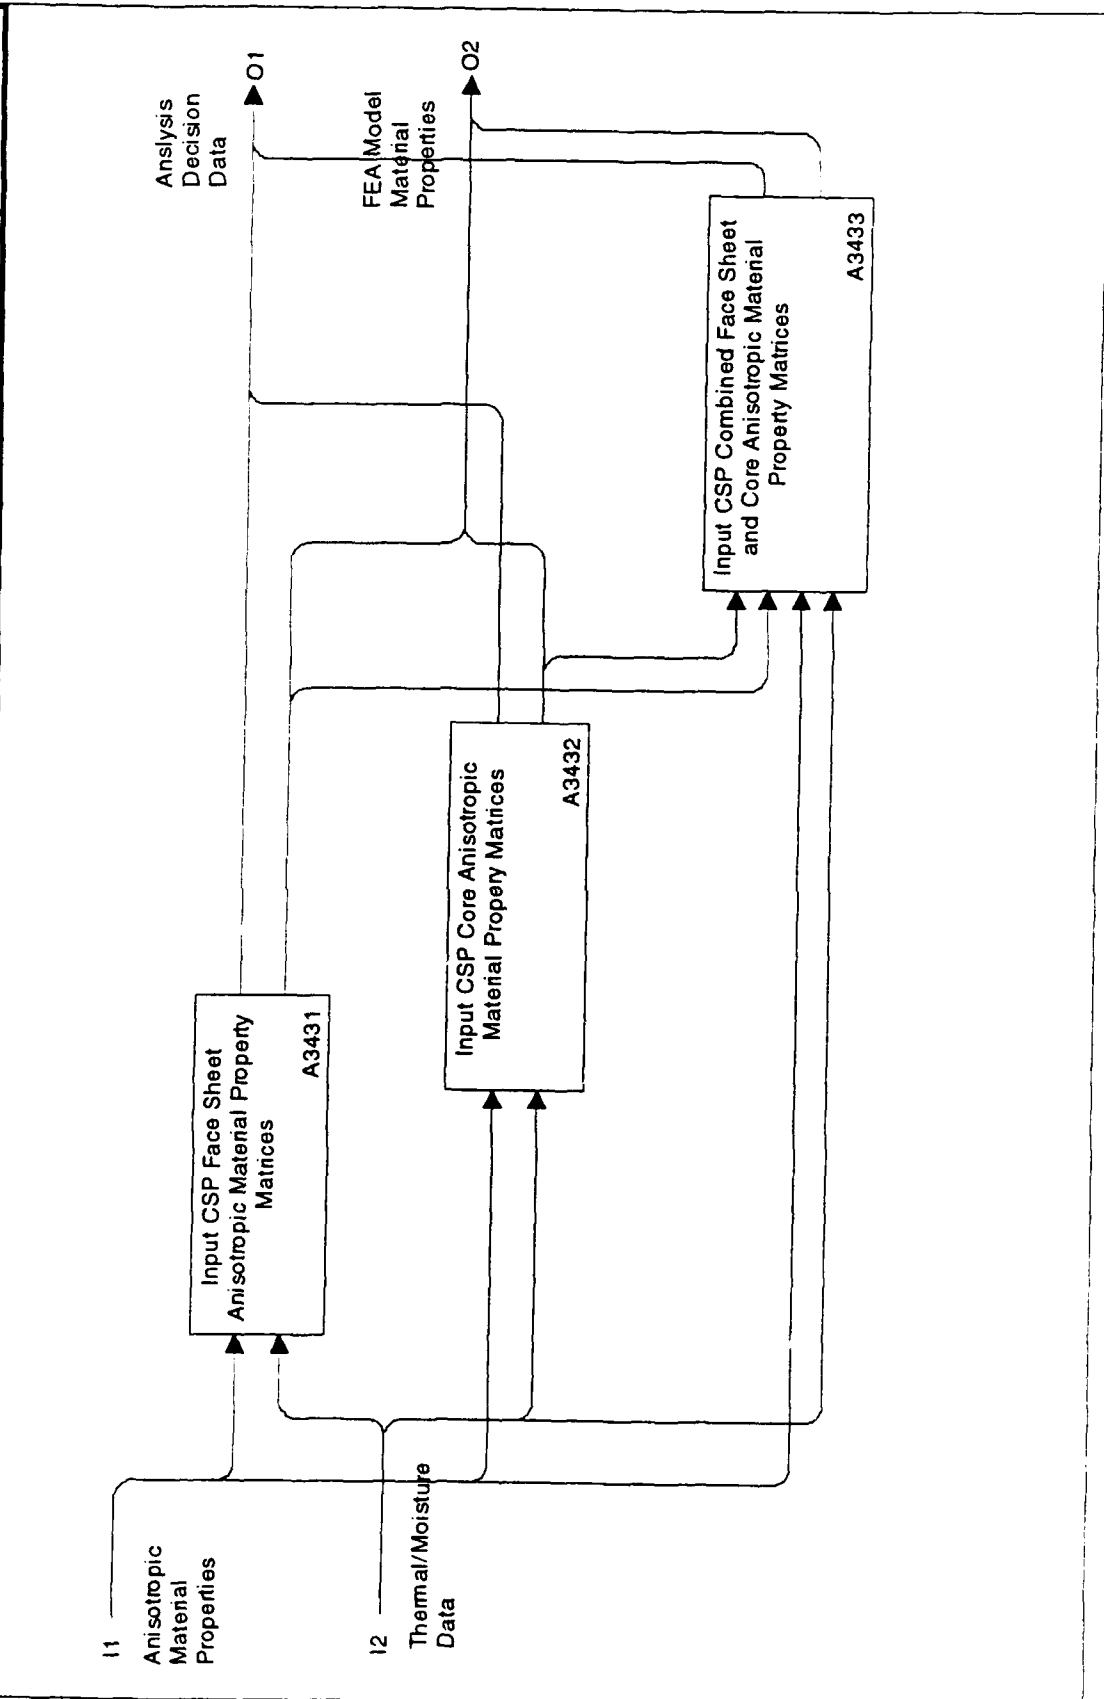 I1
Anisotropic
Material
Properties
I2
Thermal/Moisture
Data
Input CSP Face Sheet
Anisotropic Material Property
Matrices
A3431
Input CSP Core Anisotropic
Material Propery Matrices
A3432
Input CSP Combined Face Sheet
and Core Anisotropic Material
Property Matrices
A3433
Anslysis
Decision
Data
O1
FEA Model
Material
Properties
O2